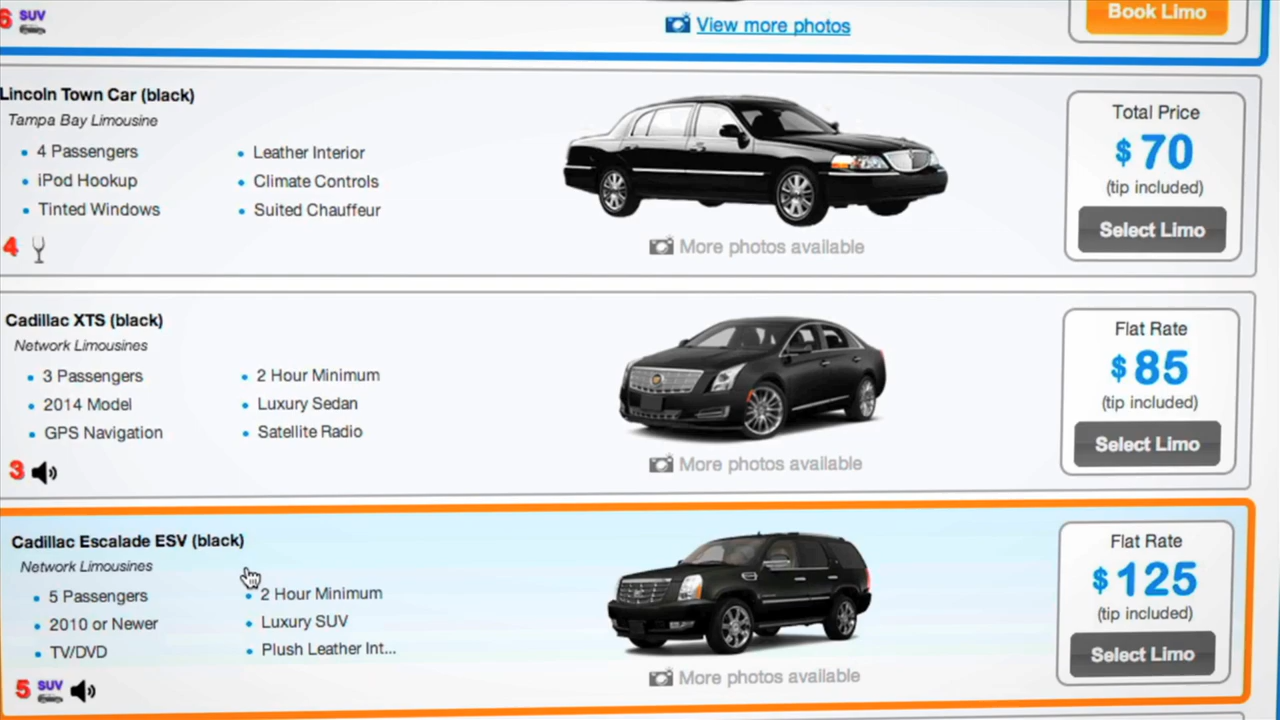 6 SUV
View more photos
Book Limo
Lincoln Town Car (black)
Tampa Bay Limousine
4 Passengers
iPod Hookup
Tinted Windows
Leather Interior
Climate Controls
Suited Chauffeur
4
More photos available
Total Price
$70
(tip included)
Select Limo
Cadillac XTS (black)
Network Limousines
3 Passengers
2014 Model
GPS Navigation
2 Hour Minimum
Luxury Sedan
Satellite Radio
3
More photos available
Flat Rate
$85
(tip included)
Select Limo
Cadillac Escalade ESV (black)
Network Limousines
5 Passengers
2010 or Newer
TV/DVD
2 Hour Minimum
Luxury SUV
Plush Leather Int...
5 SUV
More photos available
Flat Rate
$125
(tip included)
Select Limo